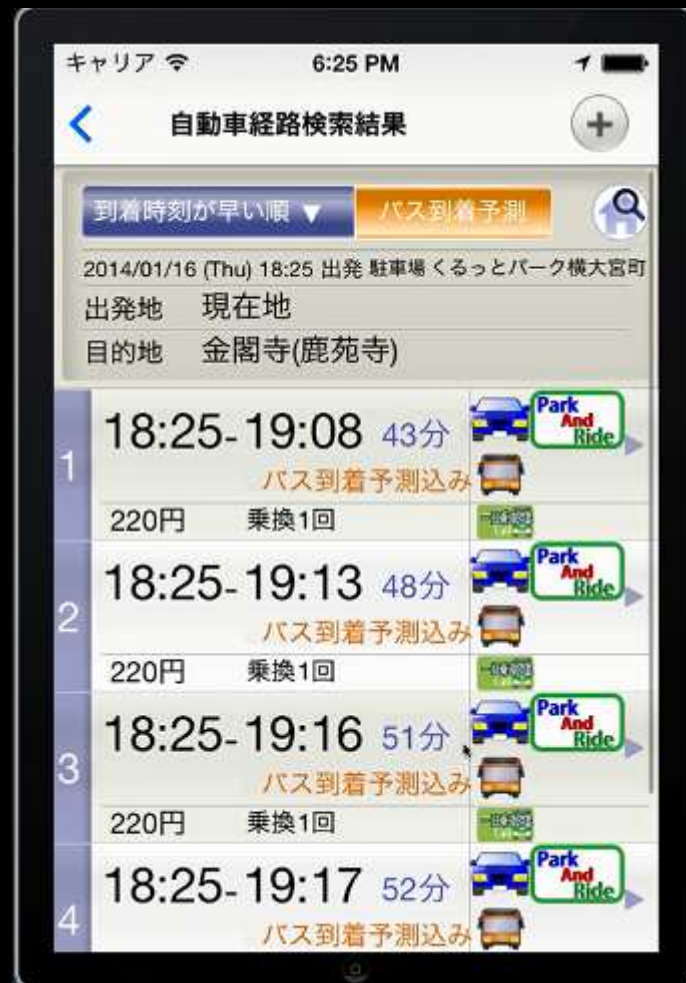 キャリア 6:25 PM
自動車経路検索結果 +
到着時刻が早い順 ▼ バス到着予測
2014/01/16 (Thu) 18:25 出発 駐車場 くるっとパーク横大宮町
出発地 現在地
目的地 金閣寺(鹿苑寺)
1
18:25-19:08 43分 Park And Ride
バス到着予測込み
220円 乗換1回
2
18:25-19:13 48分 Park And Ride
バス到着予測込み
220円 乗換1回
3
18:25-19:16 51分 Park And Ride
バス到着予測込み
220円 乗換1回
4
18:25-19:17 52分 Park And Ride
バス到着予測込み